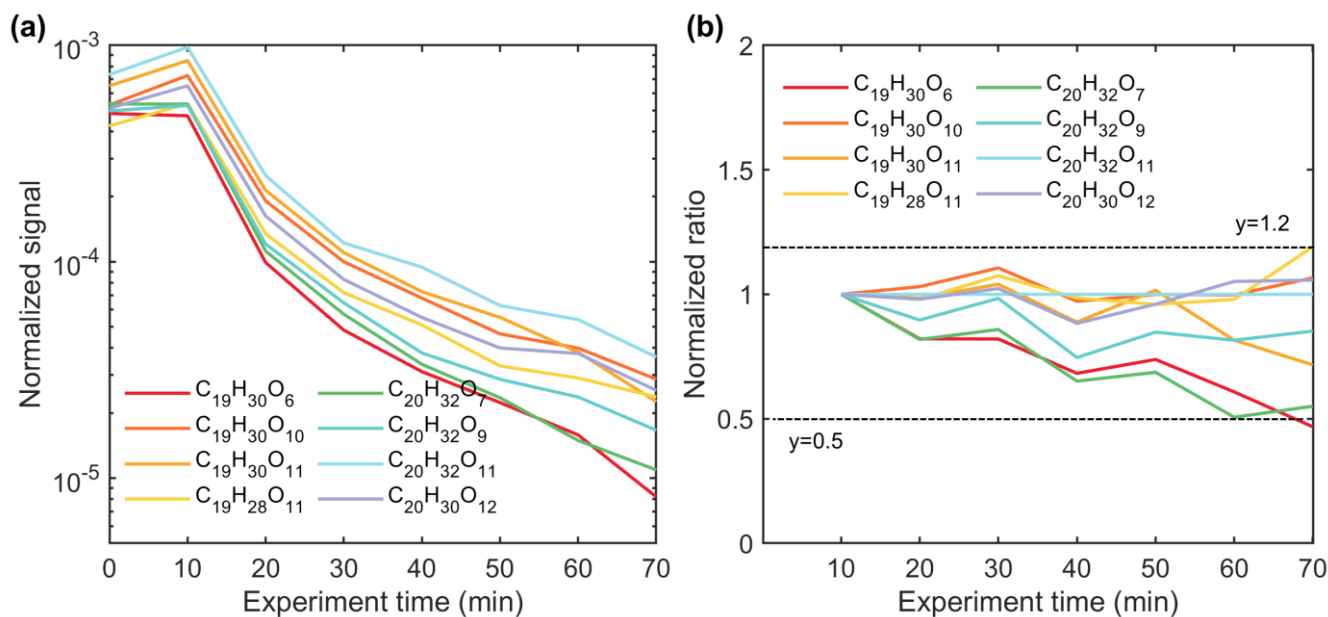 (a)
10⁻³
10⁻⁴
10⁻⁵
Normalized signal
C₁₉H₃₀O₆
C₁₉H₃₀O₁₀
C₁₉H₃₀O₁₁
C₁₉H₂₈O₁₁
C₂₀H₃₂O₇
C₂₀H₃₂O₉
C₂₀H₃₂O₁₁
C₂₀H₃₀O₁₂
0 10 20 30 40 50 60 70
Experiment time (min)
(b)
2
1.5
1
0.5
0
Normalized ratio
C₁₉H₃₀O₆
C₁₉H₃₀O₁₀
C₁₉H₃₀O₁₁
C₁₉H₂₈O₁₁
C₂₀H₃₂O₇
C₂₀H₃₂O₉
C₂₀H₃₂O₁₁
C₂₀H₃₀O₁₂
y=1.2
y=0.5
10 20 30 40 50 60 70
Experiment time (min)